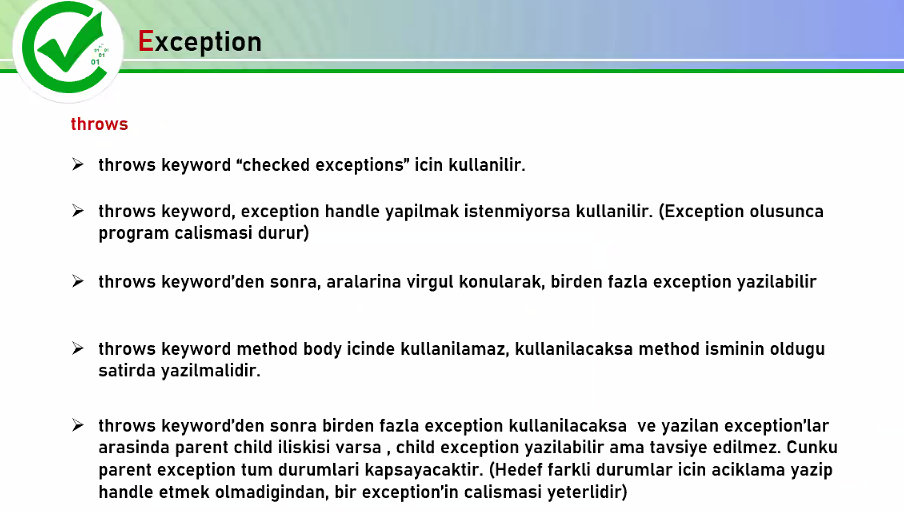 Exception
01
throws
➢ throws keyword “checked exceptions” icin kullanilir.
➢ throws keyword, exception handle yapilmak istenmiyorsa kullanilir. (Exception olusunca
program calismasi durur)
➢ throws keyword’den sonra, aralarina virgul konularak, birden fazla exception yazilabilir
➢ throws keyword method body icinde kullanilamaz, kullanilacaksa method isminin oldugu
satirda yazilmalidir.
➢ throws keyword’den sonra birden fazla exception kullanilacaksa ve yazilan exception’lar
arasinda parent child iliskisi varsa , child exception yazilabilir ama tavsiye edilmez. Cunku
parent exception tum durumlari kapsayacaktir. (Hedef farkli durumlar icin aciklama yazip
handle etmek olmadigindan, bir exception’in calismasi yeterlidir)